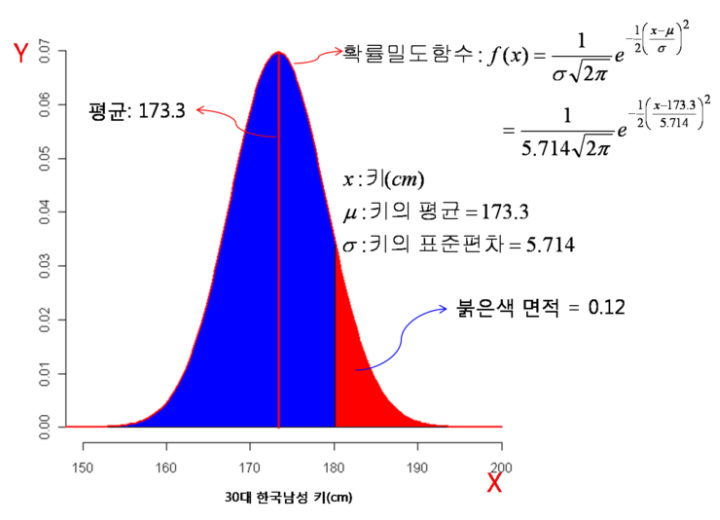 Y
0.07
0.06
0.05
0.04
0.03
0.02
0.01
0.00
확률밀도함수: f(x) = 1/(σ√2π) e^(-1/2((x-μ)/σ)^2)
= 1/(5.714√2π) e^(-1/2((x-173.3)/5.714)^2)
평균: 173.3
x:키(cm)
μ:키의 평균=173.3
σ:키의 표준편차=5.714
붉은색 면적 = 0.12
150 160 170 180 190 200
X
30대 한국남성 키(cm)